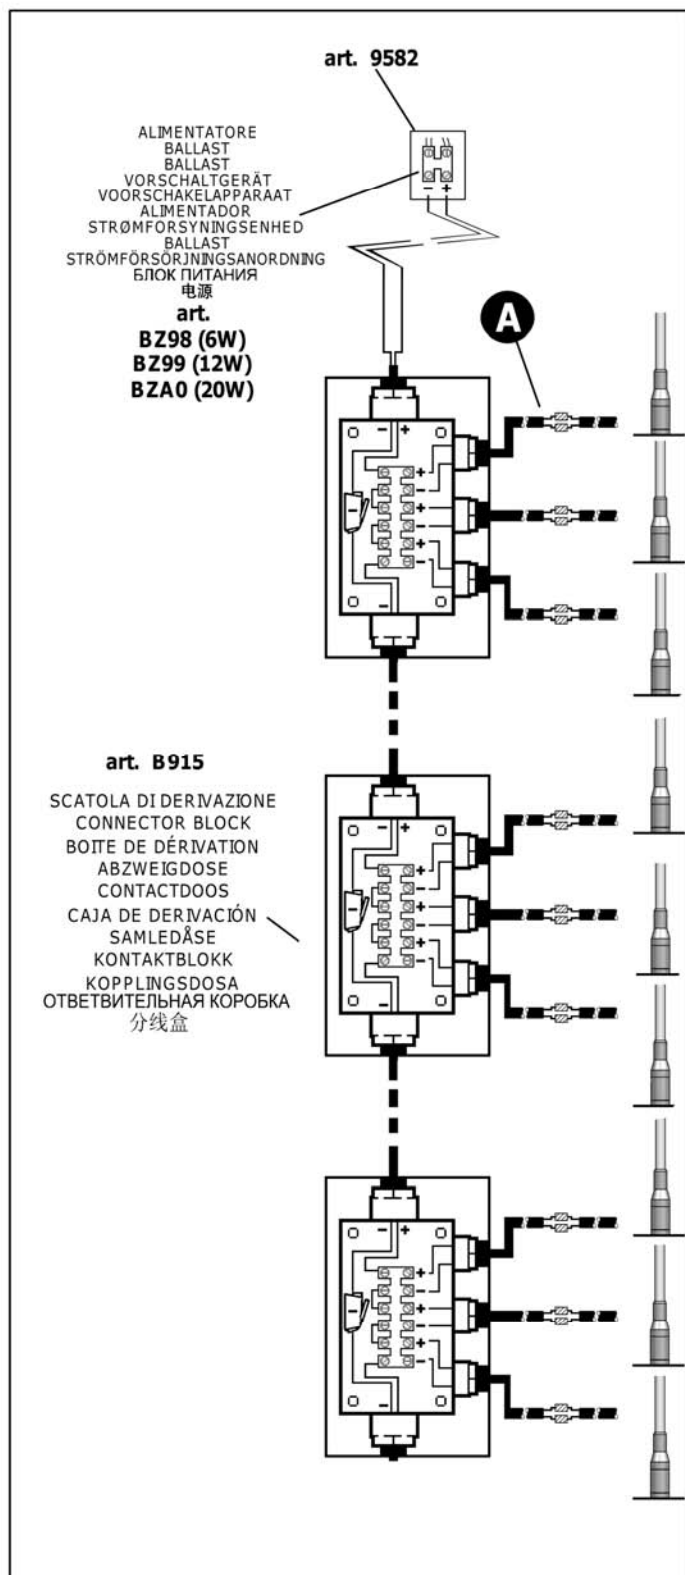 art. 9582
ALIMENTATORE
BALLAST
BALLAST
VORSCHALTGERÄT
VOORSCHAKELAPPARAAT
ALIMENTADOR
STRØMFORSYNINGSENHED
BALLAST
STRÖMFÖRSÖRJNINGSANORDNING
БЛОК ПИТАНИЯ
电源
art.
BZ98 (6W)
BZ99 (12W)
BZA0 (20W)
- +
A
- +
+
-
+
-
+
-
-
-
art. B915
SCATOLA DI DERIVAZIONE
CONNECTOR BLOCK
BOITE DE DÉRIVATION
ABZWEIGDOSE
CONTACTDOOS
CAJA DE DERIVACIÓN
SAMLEDÅSE
KONTAKTBLOKK
KOPPLINGSDOSA
ОТВЕТВИТЕЛЬНАЯ КОРОБКА
分线盒
- +
+
-
+
-
+
-
-
-
- +
+
-
+
-
+
-
-
-